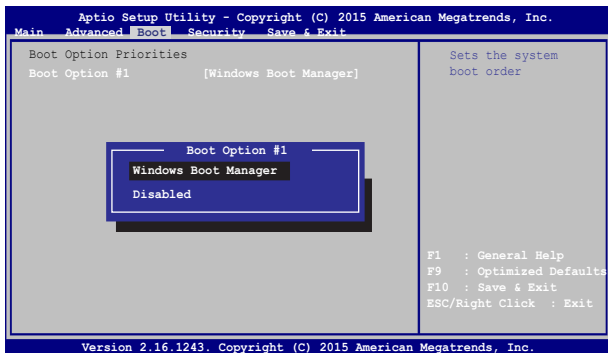 Aptio Setup Utility - Copyright (C) 2015 American Megatrends, Inc.
Main Advanced Boot Security Save & Exit
Boot Option Priorities
Boot Option #1 [Windows Boot Manager]
Sets the system
boot order
Boot Option #1
Windows Boot Manager
Disabled
F1 : General Help
F9 : Optimized Defaults
F10 : Save & Exit
ESC/Right Click : Exit
Version 2.16.1243. Copyright (C) 2015 American Megatrends, Inc.